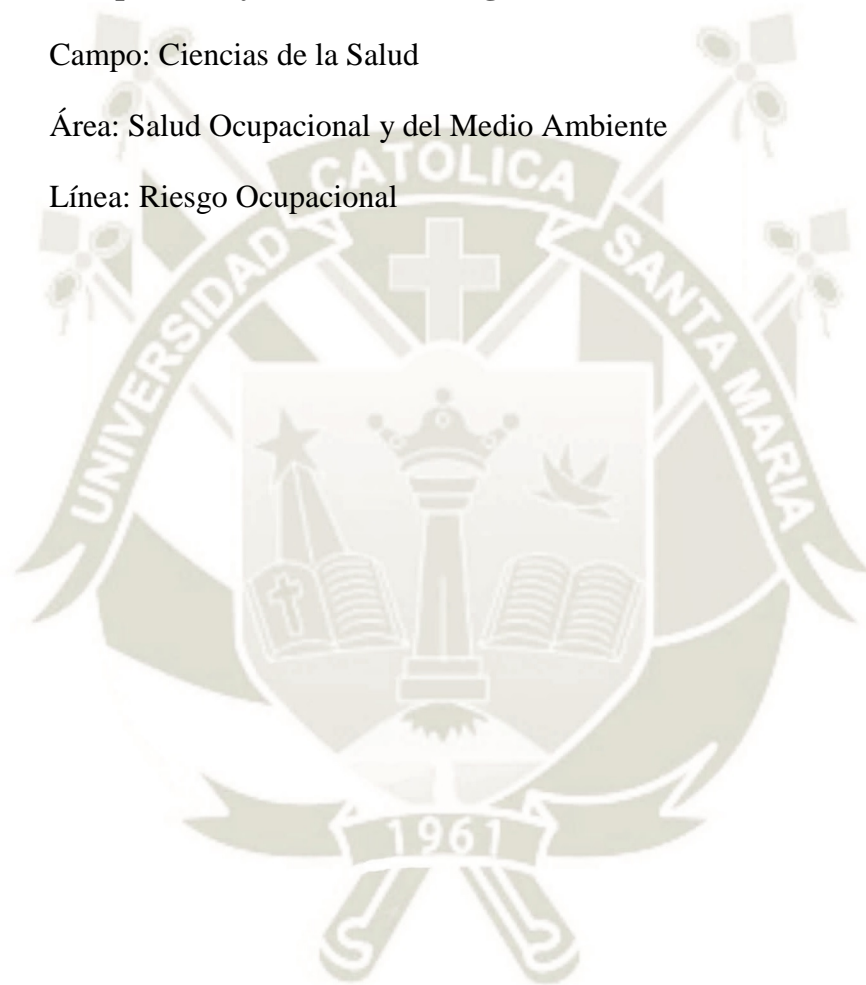 Campo: Ciencias de la Salud
Área: Salud Ocupacional y del Medio Ambiente
Línea: Riesgo Ocupacional
UNIVERSIDAD CATOLICA SANTA MARIA
1961